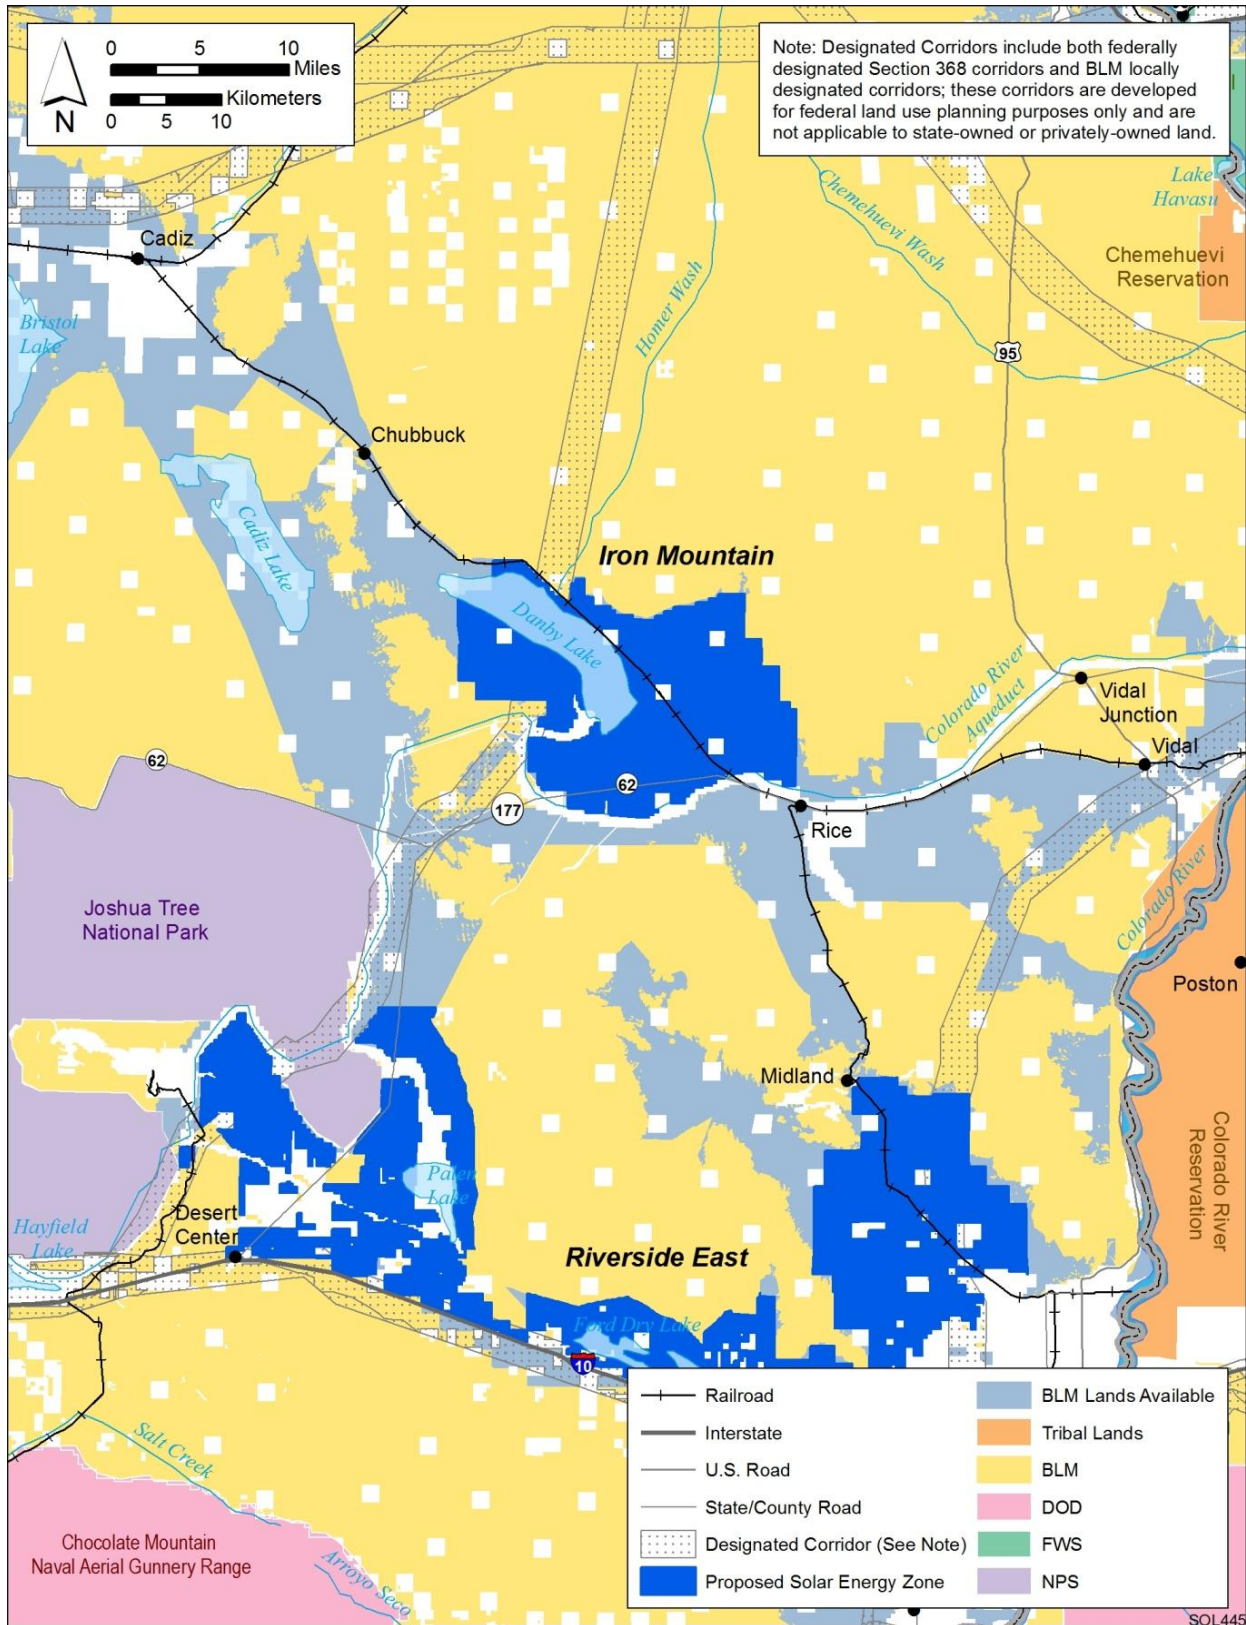 0 5 10
Miles
Kilometers
0 5 10
N
Note: Designated Corridors include both federally
designated Section 368 corridors and BLM locally
designated corridors; these corridors are developed
for federal land use planning purposes only and are
not applicable to state-owned or privately-owned land.
Lake
Havasu
Chemehuevi Wash
Cadiz
Chemehuevi
Reservation
Homer Wash
Bristol
Lake
95
Chubbuck
Cadiz Lake
Iron Mountain
Danby Lake
Colorado River
Aqueduct
Vidal
Junction
Vidal
62
62
177
Rice
Joshua Tree
National Park
Colorado River
Poston
Midland
Colorado River
Reservation
Palen
Lake
Desert
Center
Hayfield
Lake
Riverside East
Ford Dry Lake
10
Salt Creek
Chocolate Mountain
Naval Aerial Gunnery Range
Arroyo Seco
Railroad
Interstate
U.S. Road
State/County Road
Designated Corridor (See Note)
Proposed Solar Energy Zone
BLM Lands Available
Tribal Lands
BLM
DOD
FWS
NPS
SOL445